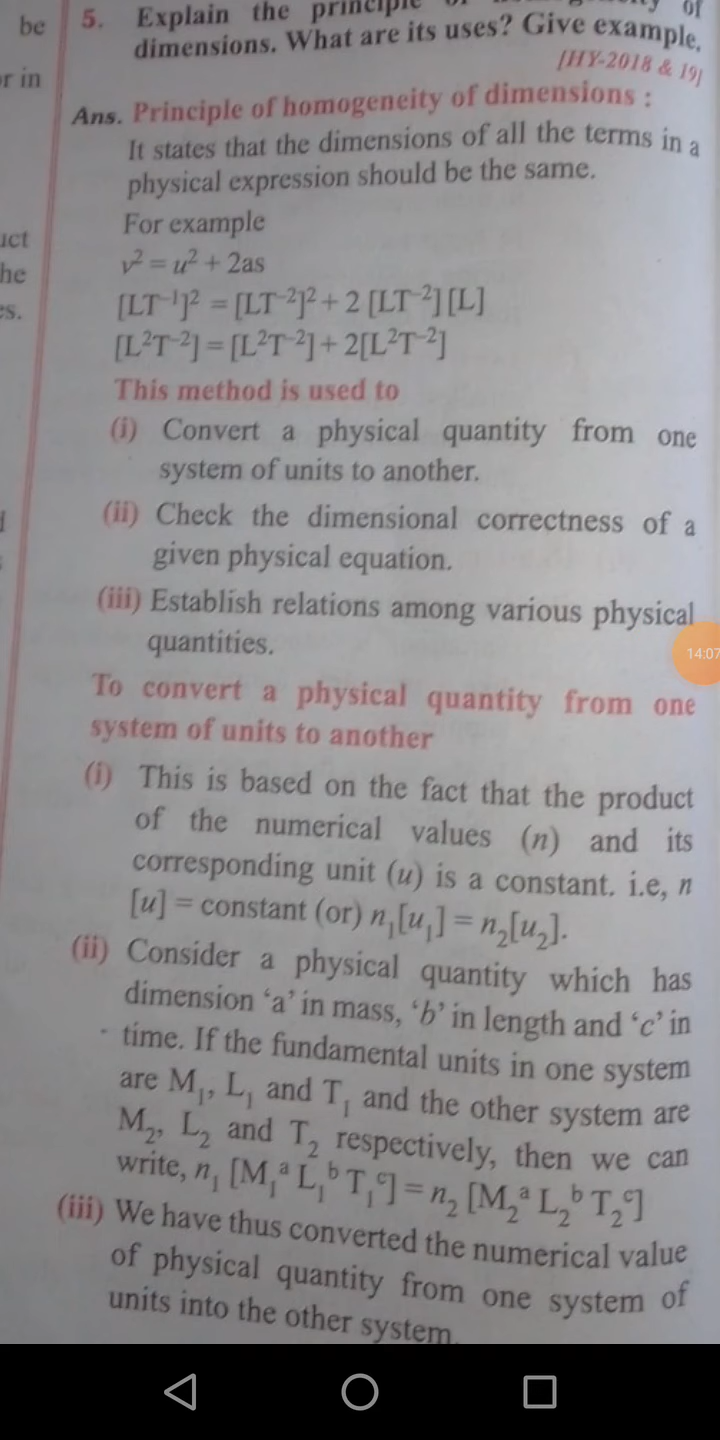 be
r in
uct
he
es.
5. Explain the principle of of
dimensions. What are its uses? Give example.
[HY-2018 & 19]
Ans. Principle of homogeneity of dimensions :
It states that the dimensions of all the terms in a
physical expression should be the same.
For example
v² = u² + 2as
[LT⁻¹]² = [LT⁻²]² + 2 [LT⁻²] [L]
[L²T⁻²] = [L²T⁻²] + 2[L²T⁻²]
This method is used to
(i) Convert a physical quantity from one
system of units to another.
(ii) Check the dimensional correctness of a
given physical equation.
(iii) Establish relations among various physical
quantities.
14:07
To convert a physical quantity from one
system of units to another
(i) This is based on the fact that the product
of the numerical values (n) and its
corresponding unit (u) is a constant. i.e, n
[u] = constant (or) n₁[u₁] = n₂[u₂].
(ii) Consider a physical quantity which has
dimension ‘a’ in mass, ‘b’ in length and ‘c’ in
time. If the fundamental units in one system
are M₁, L₁ and T₁ and the other system are
M₂, L₂ and T₂ respectively, then we can
write, n₁ [M₁ᵃ L₁ᵇ T₁ᶜ] = n₂ [M₂ᵃ L₂ᵇ T₂ᶜ]
(iii) We have thus converted the numerical value
of physical quantity from one system of
units into the other system.